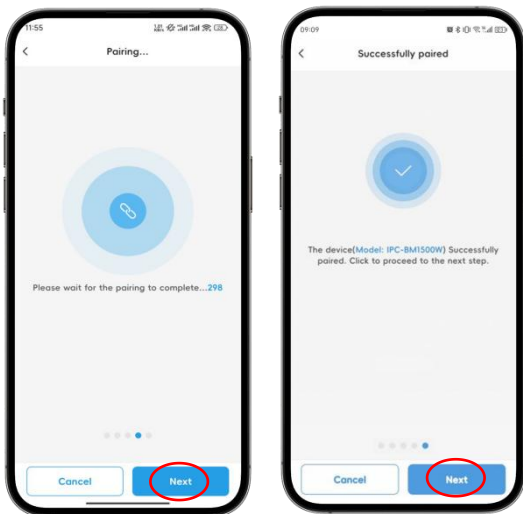 11:55
Pairing...
Please wait for the pairing to complete...298
Cancel
Next
09:09
Successfully paired
The device(Model: IPC-BM1500W) Successfully
paired. Click to proceed to the next step.
Cancel
Next